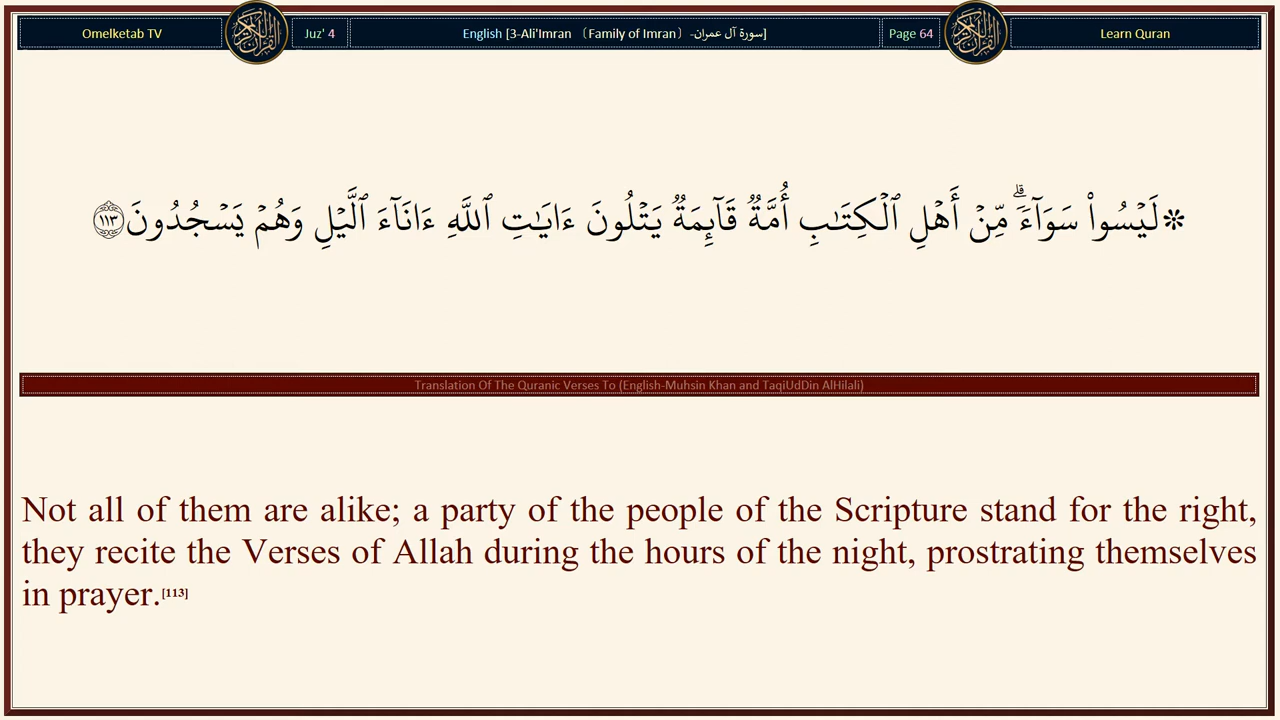 Omelketab TV
Juz' 4
English [3-Ali'Imran 〔Family of Imran〕-سورة آل عمران]
Page 64
Learn Quran
۞لَيۡسُواْ سَوَآءٗۗ مِّنۡ أَهۡلِ ٱلۡكِتَٰبِ أُمَّةٞ قَآئِمَةٞ يَتۡلُونَ ءَايَٰتِ ٱللَّهِ ءَانَآءَ ٱلَّيۡلِ وَهُمۡ يَسۡجُدُونَ ١١٣
Translation Of The Quranic Verses To (English-Muhsin Khan and TaqiUdDin AlHilali)
Not all of them are alike; a party of the people of the Scripture stand for the right,
they recite the Verses of Allah during the hours of the night, prostrating themselves
in prayer.[113]